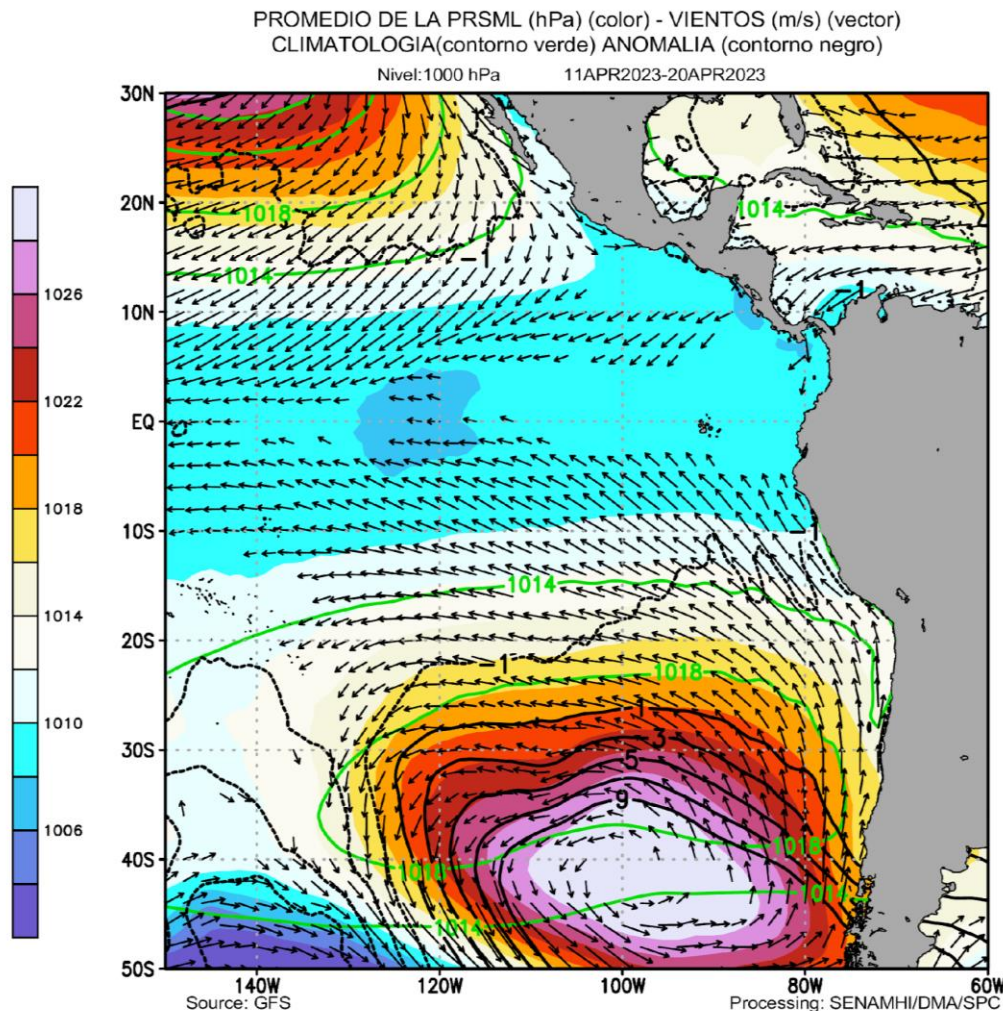 PROMEDIO DE LA PRSML (hPa) (color) - VIENTOS (m/s) (vector)
CLIMATOLOGIA(contorno verde) ANOMALIA (contorno negro)
Nivel:1000 hPa 11APR2023-20APR2023
30N
20N
10N
EQ
10S
20S
30S
40S
50S
140W 120W 100W 80W 60W
1026
1022
1018
1014
1010
1006
1018
1014
1014
-1
1
-1
1014
-1
1018
1
3
5
9
1018
1018
1014
Source: GFS
Processing: SENAMHI/DMA/SPC